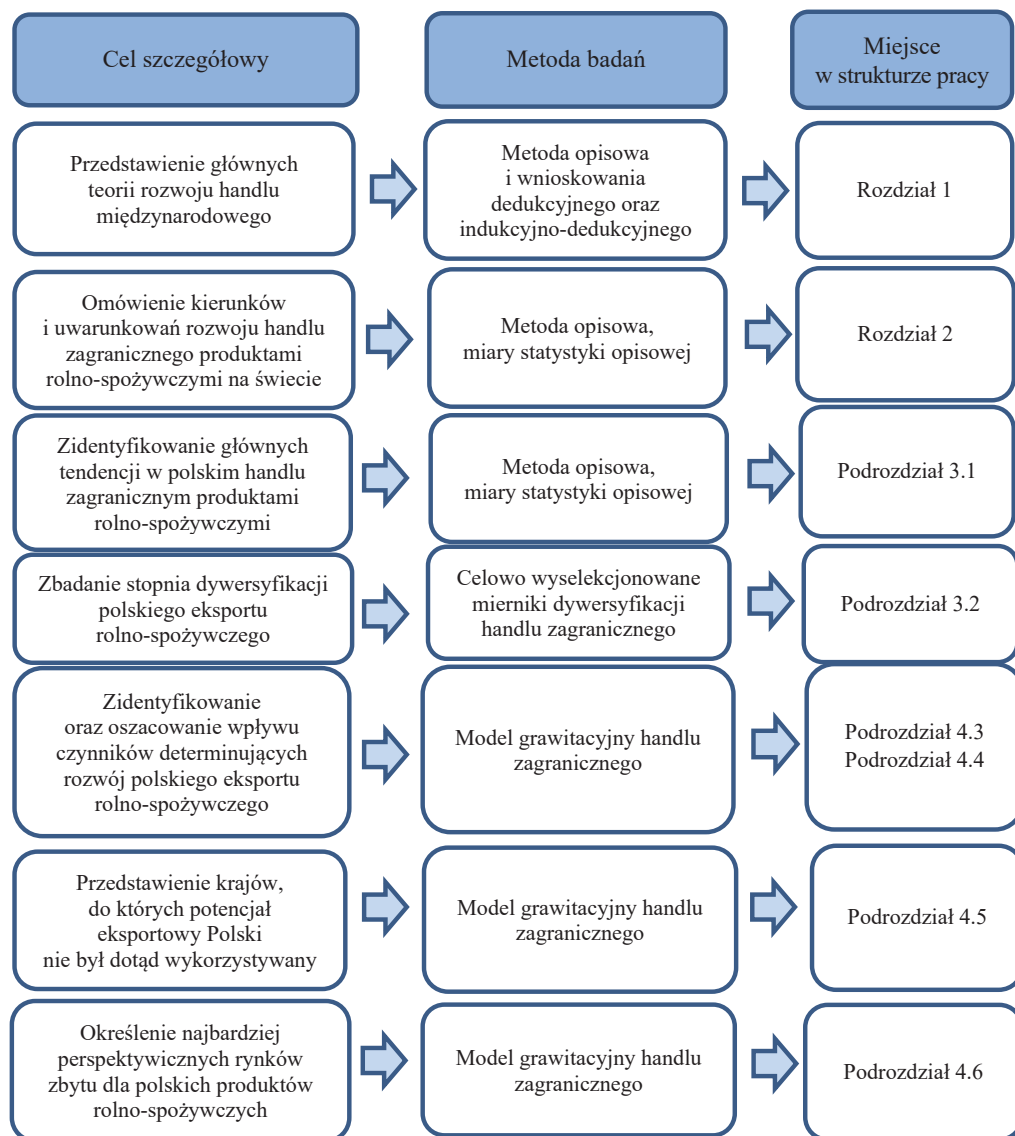 Cel szczegółowy
Metoda badań
Miejsce
w strukturze pracy
Przedstawienie głównych
teorii rozwoju handlu
międzynarodowego
Metoda opisowa
i wnioskowania
dedukcyjnego oraz
indukcyjno-dedukcyjnego
Rozdział 1
Omówienie kierunków
i uwarunkowań rozwoju handlu
zagranicznego produktami
rolno-spożywczymi na świecie
Metoda opisowa,
miary statystyki opisowej
Rozdział 2
Zidentyfikowanie głównych
tendencji w polskim handlu
zagranicznym produktami
rolno-spożywczymi
Metoda opisowa,
miary statystyki opisowej
Podrozdział 3.1
Zbadanie stopnia dywersyfikacji
polskiego eksportu
rolno-spożywczego
Celowo wyselekcjonowane
mierniki dywersyfikacji
handlu zagranicznego
Podrozdział 3.2
Zidentyfikowanie
oraz oszacowanie wpływu
czynników determinujących
rozwój polskiego eksportu
rolno-spożywczego
Model grawitacyjny handlu
zagranicznego
Podrozdział 4.3
Podrozdział 4.4
Przedstawienie krajów,
do których potencjał
eksportowy Polski
nie był dotąd wykorzystywany
Model grawitacyjny handlu
zagranicznego
Podrozdział 4.5
Określenie najbardziej
perspektywicznych rynków
zbytu dla polskich produktów
rolno-spożywczych
Model grawitacyjny handlu
zagranicznego
Podrozdział 4.6